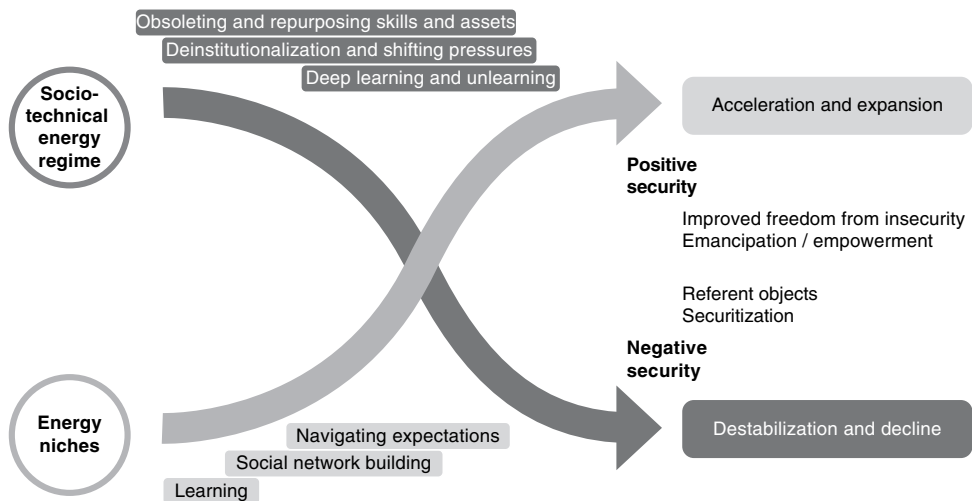 Obsoleting and repurposing skills and assets
Deinstitutionalization and shifting pressures
Deep learning and unlearning
Socio-
technical
energy
regime
Acceleration and expansion
Positive
security
Improved freedom from insecurity
Emancipation / empowerment
Referent objects
Securitization
Negative
security
Energy
niches
Navigating expectations
Social network building
Learning
Destabilization and decline